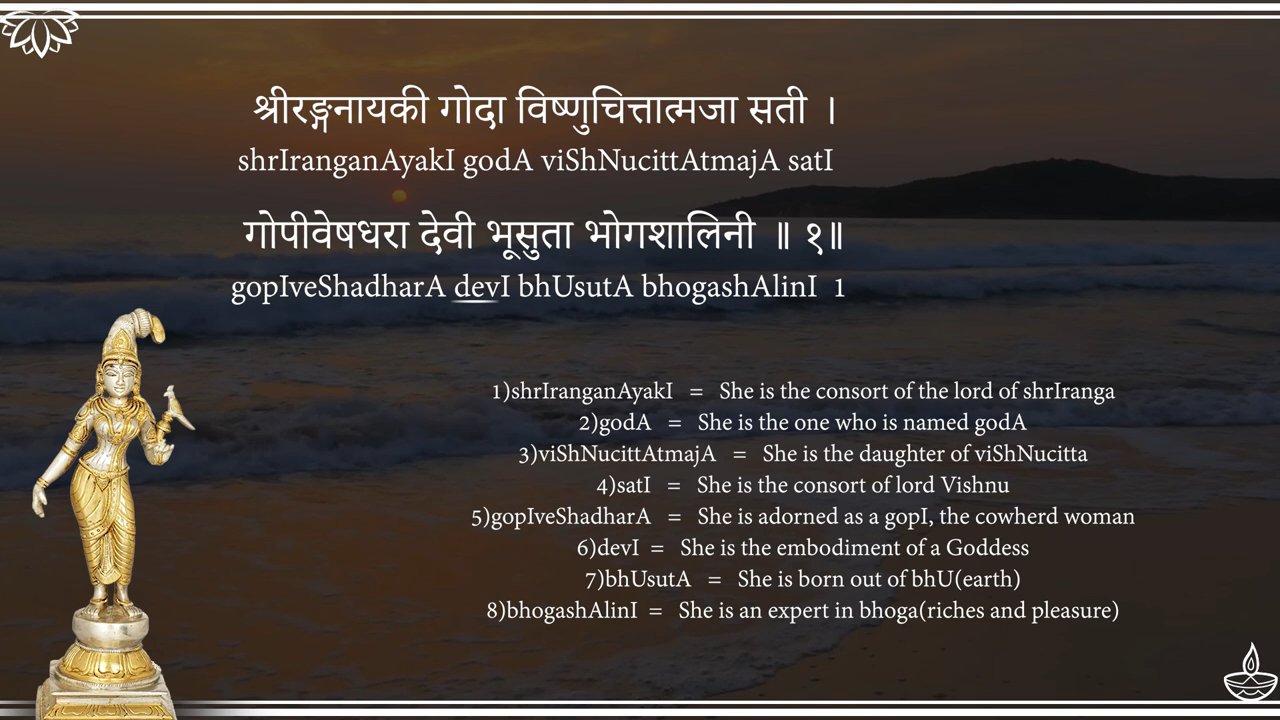 श्रीरङ्गनायकी गोदा विष्णुचित्तात्मजा सती ।
shrIranganAyakI godA viShNucittAtmajA satI
गोपीवेषधरा देवी भूसुता भोगशालिनी ॥ १॥
gopIveShadharA devI bhUsutA bhogashAlinI 1
1)shrIranganAyakI = She is the consort of the lord of shrIranga
2)godA = She is the one who is named godA
3)viShNucittAtmajA = She is the daughter of viShNucitta
4)satI = She is the consort of lord Vishnu
5)gopIveShadharA = She is adorned as a gopI, the cowherd woman
6)devI = She is the embodiment of a Goddess
7)bhUsutA = She is born out of bhU(earth)
8)bhogashAlinI = She is an expert in bhoga(riches and pleasure)